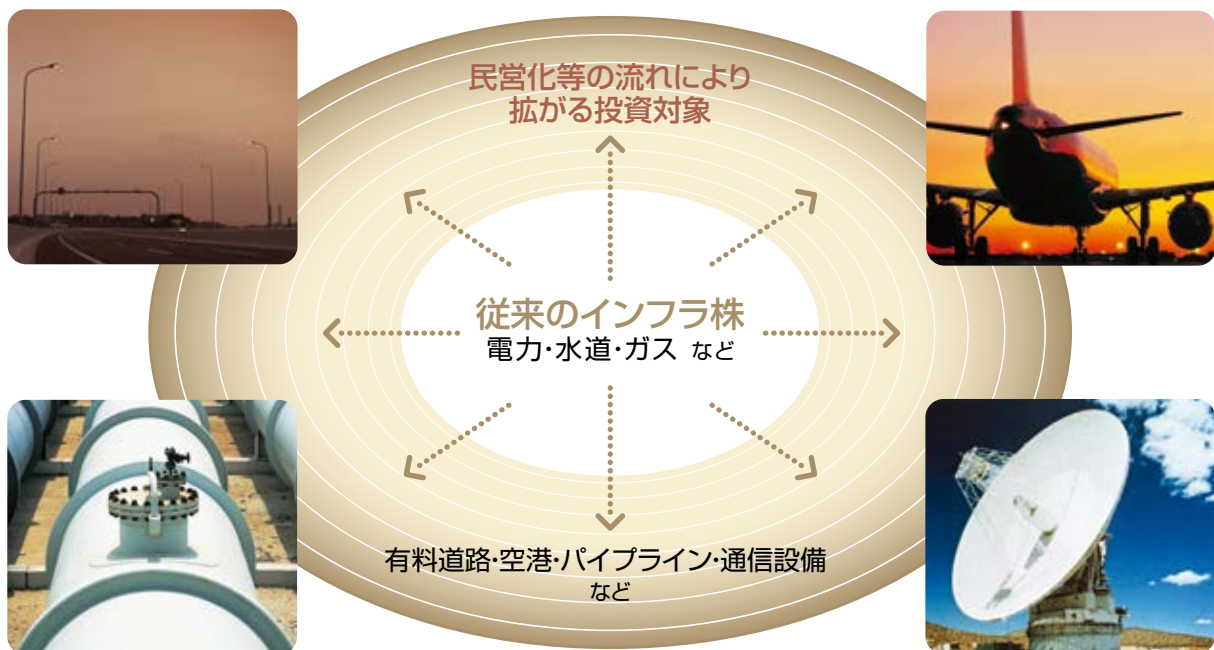 民営化等の流れにより
拡がる投資対象
従来のインフラ株
電力・水道・ガス など
有料道路・空港・パイプライン・通信設備
など